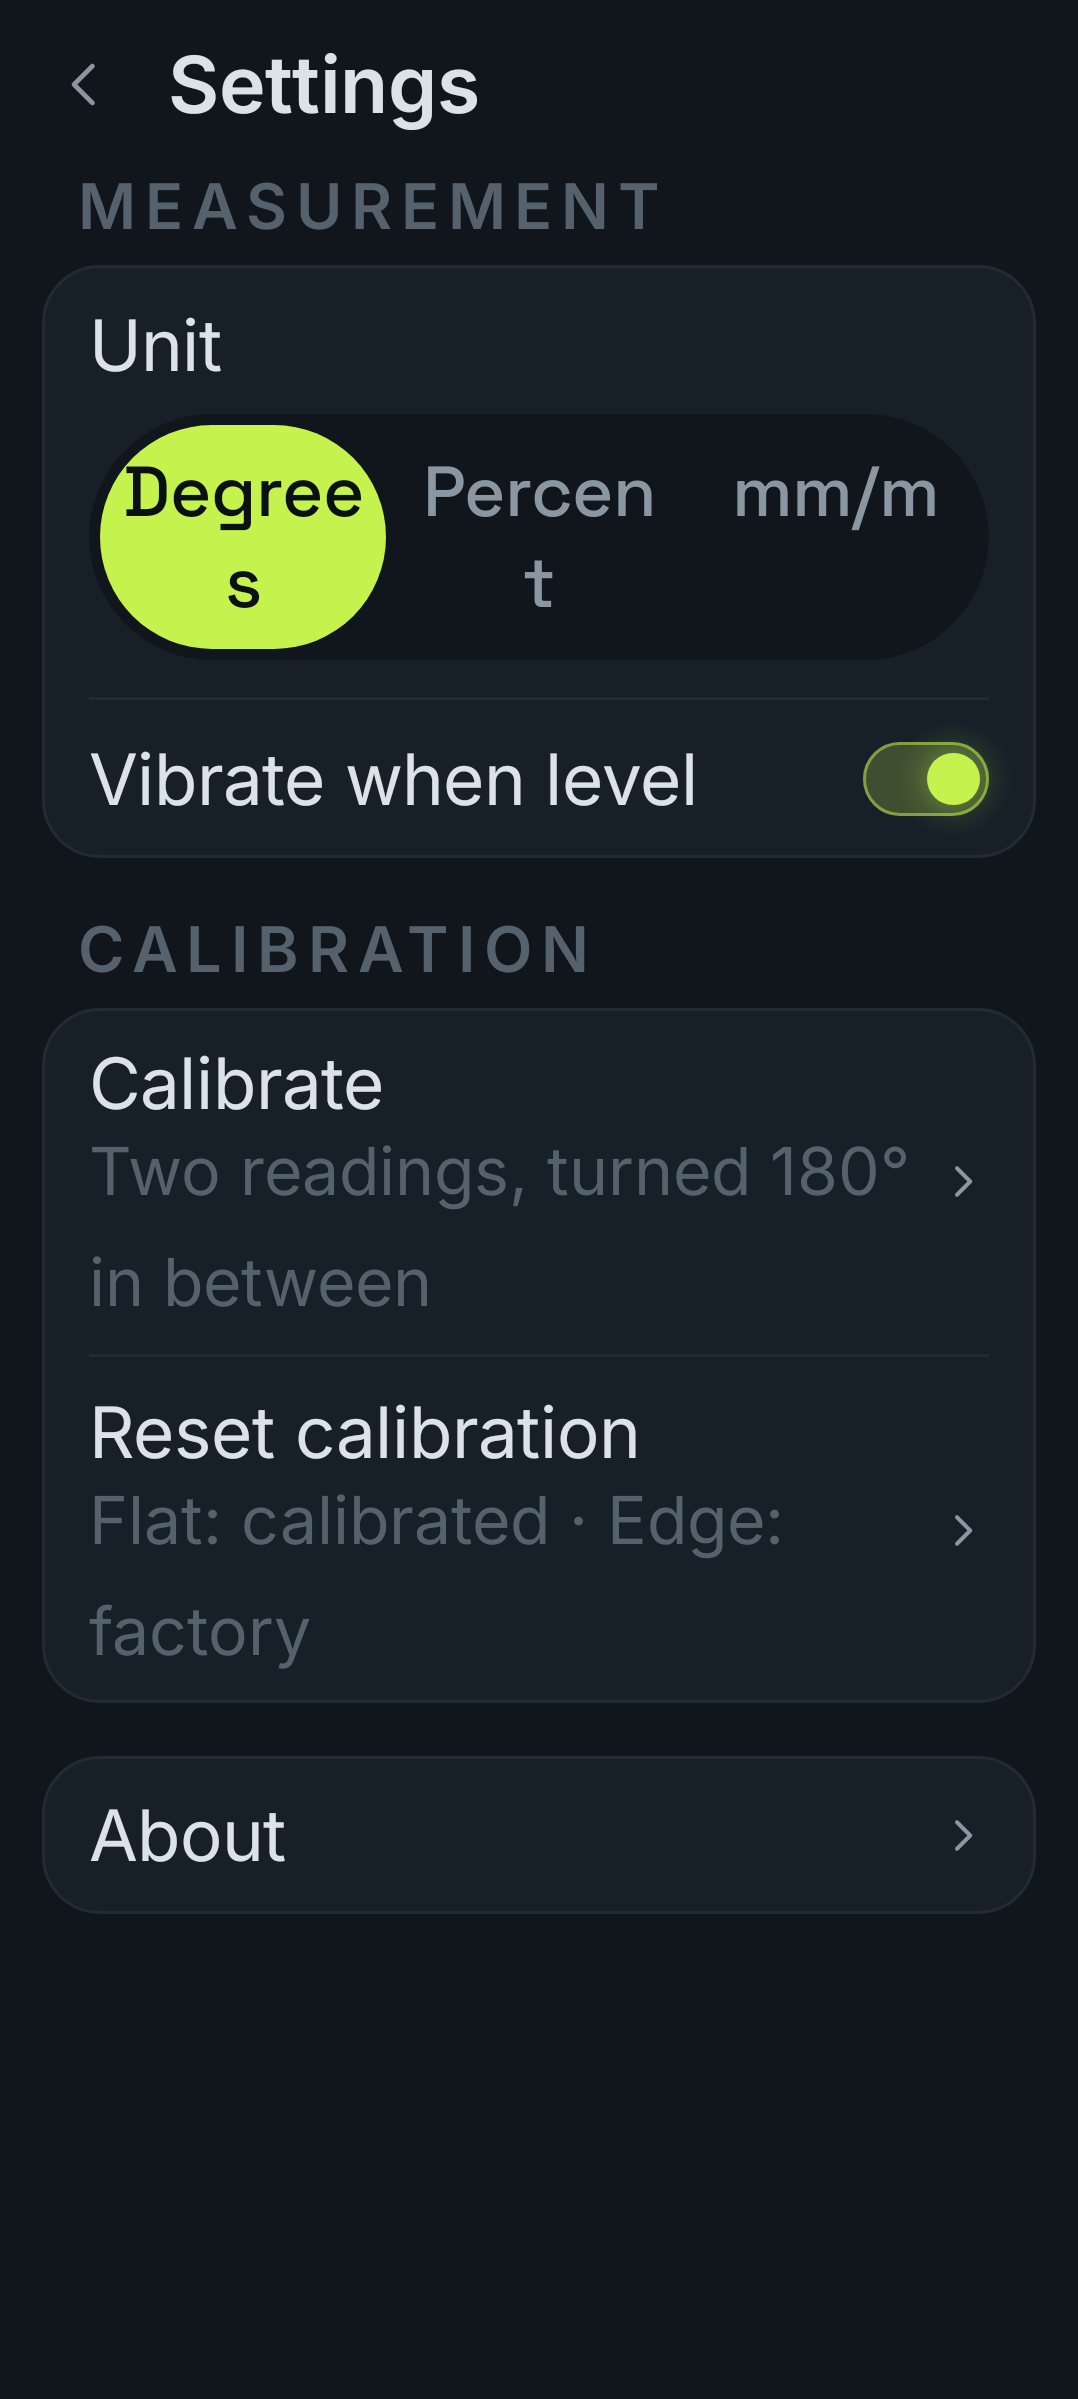 Settings
MEASUREMENT
Unit
Degree
s
Percen
t
mm/m
Vibrate when level
CALIBRATION
Calibrate
Two readings, turned 180°
in between
Reset calibration
Flat: calibrated · Edge:
factory
About